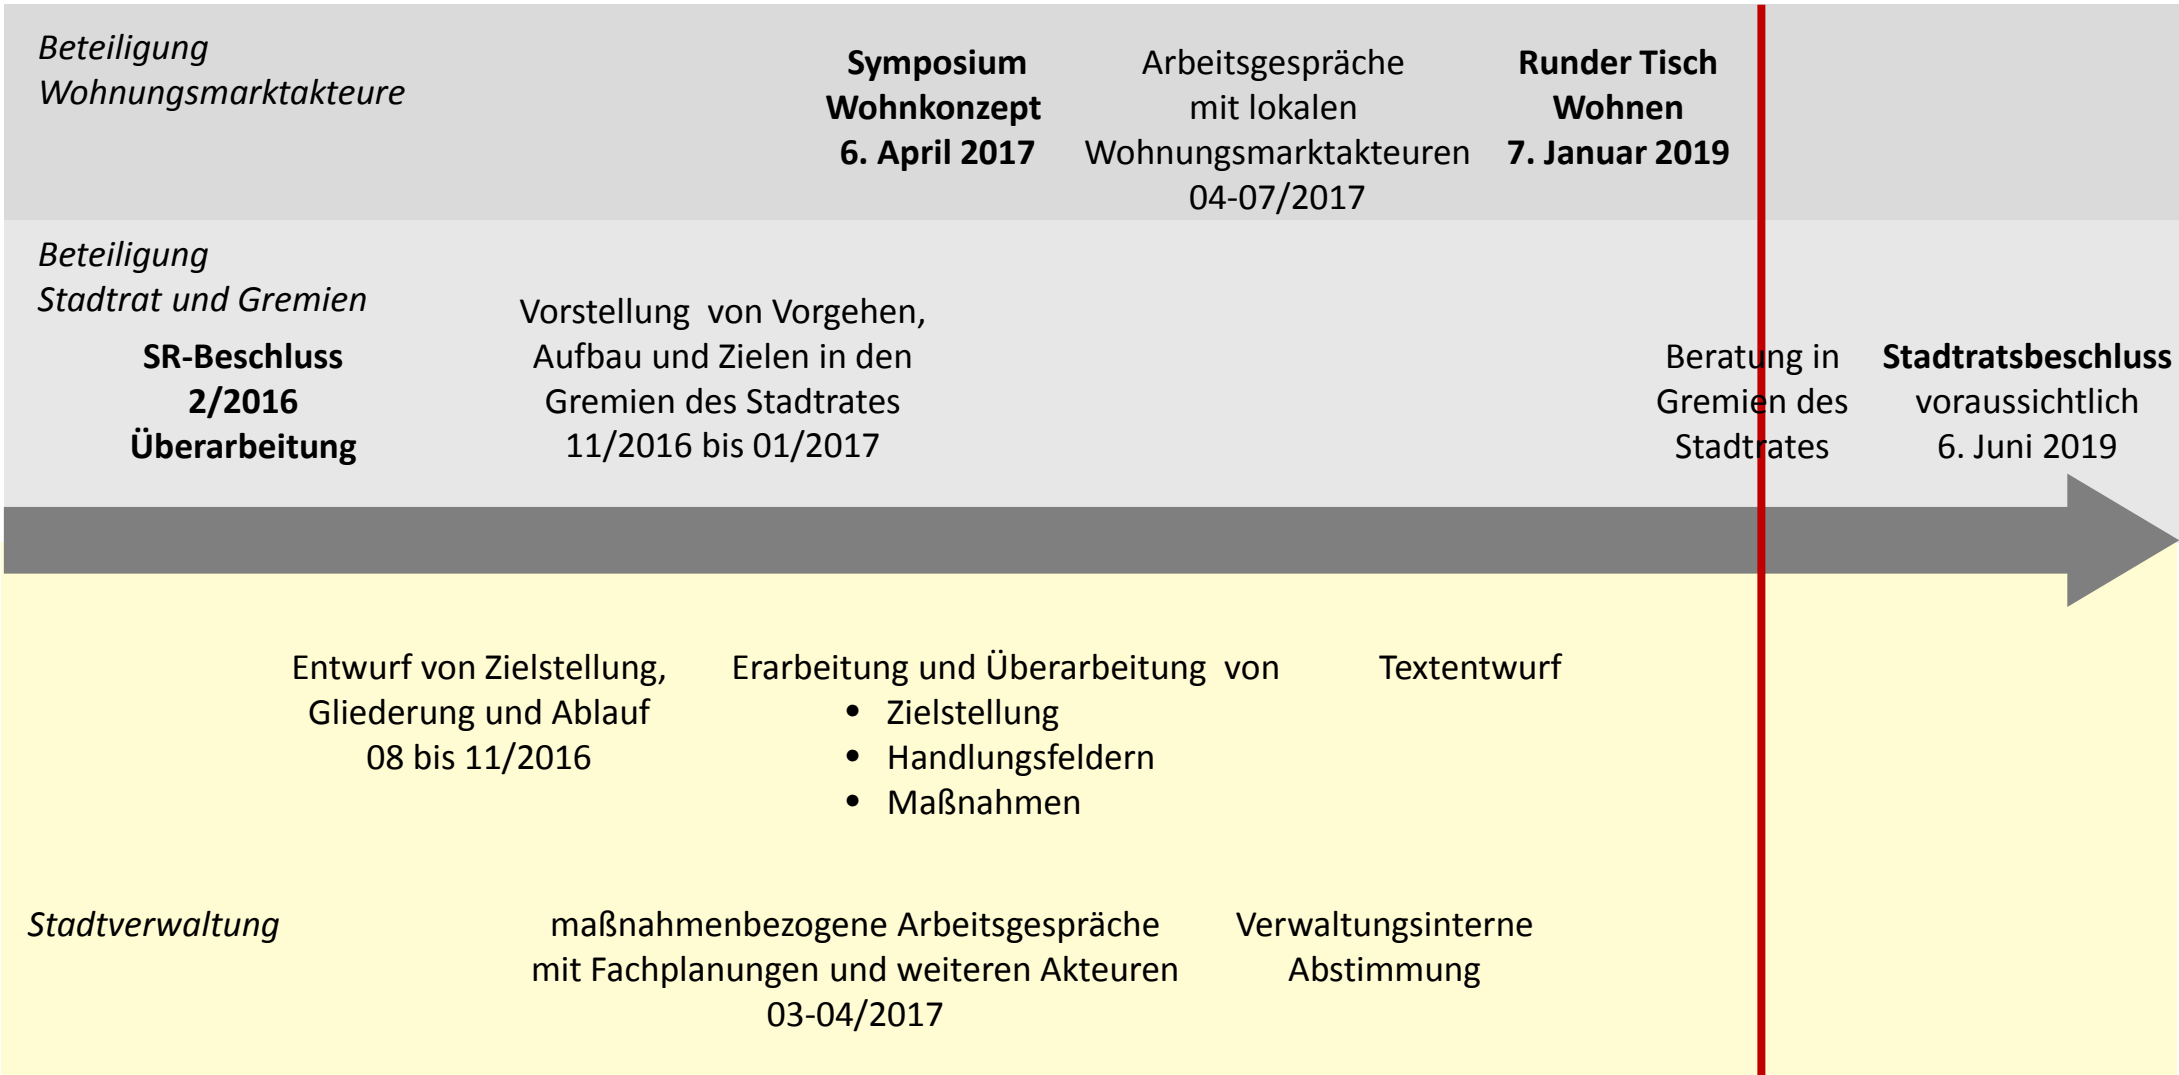 Beteiligung
Wohnungsmarktakteure
Symposium
Wohnkonzept
6. April 2017
Arbeitsgespräche
mit lokalen
Wohnungsmarktakteuren
04-07/2017
Runder Tisch
Wohnen
7. Januar 2019
Beteiligung
Stadtrat und Gremien
SR-Beschluss
2/2016
Überarbeitung
Vorstellung von Vorgehen,
Aufbau und Zielen in den
Gremien des Stadtrates
11/2016 bis 01/2017
Beratung in
Gremien des
Stadtrates
Stadtratsbeschluss
voraussichtlich
6. Juni 2019
Entwurf von Zielstellung,
Gliederung und Ablauf
08 bis 11/2016
Erarbeitung und Überarbeitung von
• Zielstellung
• Handlungsfeldern
• Maßnahmen
Textentwurf
Stadtverwaltung
maßnahmenbezogene Arbeitsgespräche
mit Fachplanungen und weiteren Akteuren
03-04/2017
Verwaltungsinterne
Abstimmung